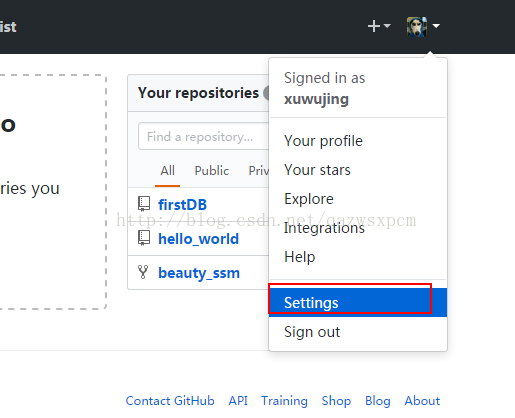 ist
Signed in as
xuwujing
Your profile
Your stars
Explore
Integrations
Help
Settings
Sign out
o
ries you
Your repositories
Find a repository...
All Public Priv
firstDB
hello_world
beauty_ssm
http://blog.csdn.net/qazwsxpcm
Contact GitHub API Training Shop Blog About